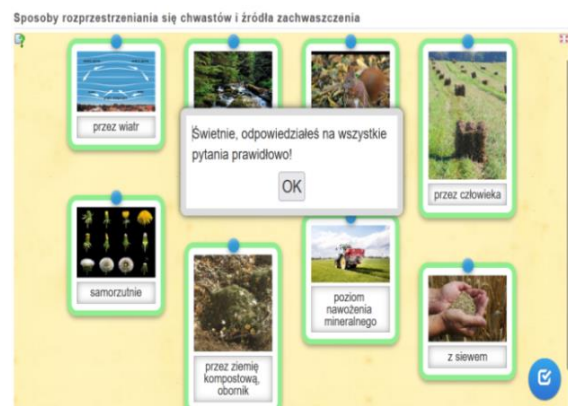 Sposoby rozprzestrzeniania się chwastów i źródła zachwaszczenia
przez wiatr
Świetnie, odpowiedziałeś na wszystkie
pytania prawidłowo!
OK
przez człowieka
samorzutnie
przez ziemię
kompostową,
obornik
poziom
nawożenia
mineralnego
z siewem